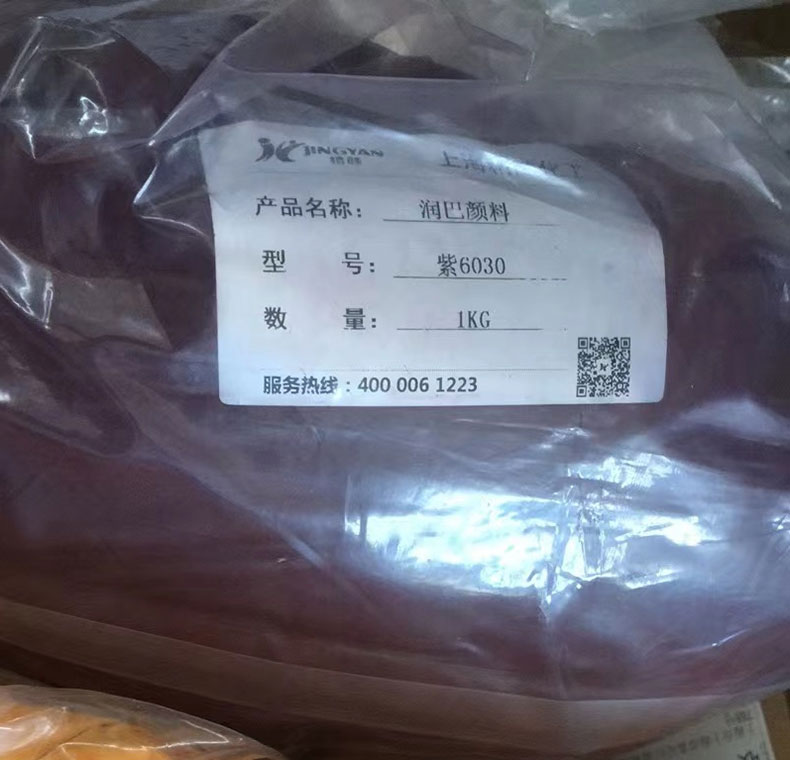 JINGYAN
产品名称： 润巴颜料
型 号： 紫6030
数 量： 1KG
服务热线：400 006 1223